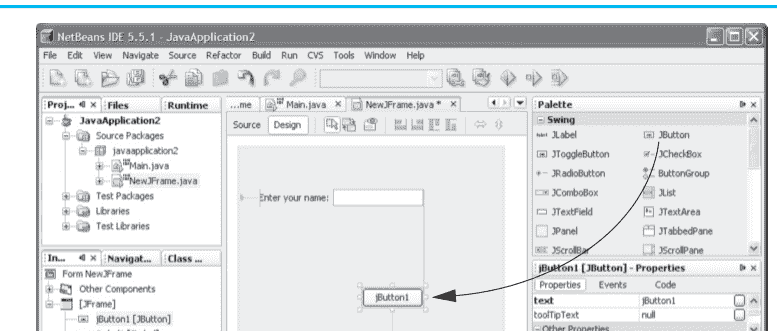 NetBeans IDE 5.5.1 - JavaApplication2
File Edit View Navigate Source Refactor Build Run CVS Tools Window Help
Proj... Files Runtime
JavaApplication2
Source Packages
javaapplication2
Main.java
NewJFrame.java
Test Packages
Libraries
Test Libraries
In... Navigat... Class ...
Form NewJFrame
Other Components
[JFrame]
jButton1 [JButton]
...me Main.java NewJFrame.java *
Source Design
Enter your name:
jButton1
Palette
Swing
JLabel JButton
JToggleButton JCheckBox
JRadioButton ButtonGroup
JComboBox JList
JTextField JTextArea
JPanel JTabbedPane
JScrollBar JScrollPane
jButton1 [JButton] - Properties
Properties Events Code
text jButton1
toolTipText null
Other Properties